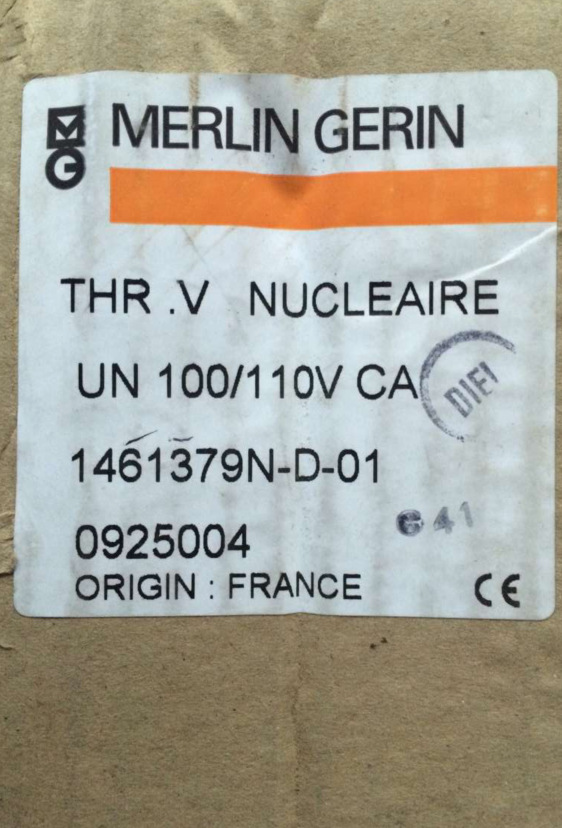 MERLIN GERIN
THR .V NUCLEAIRE
UN 100/110V CA
DIEI
1461379N-D-01
641
0925004
ORIGIN : FRANCE
CE